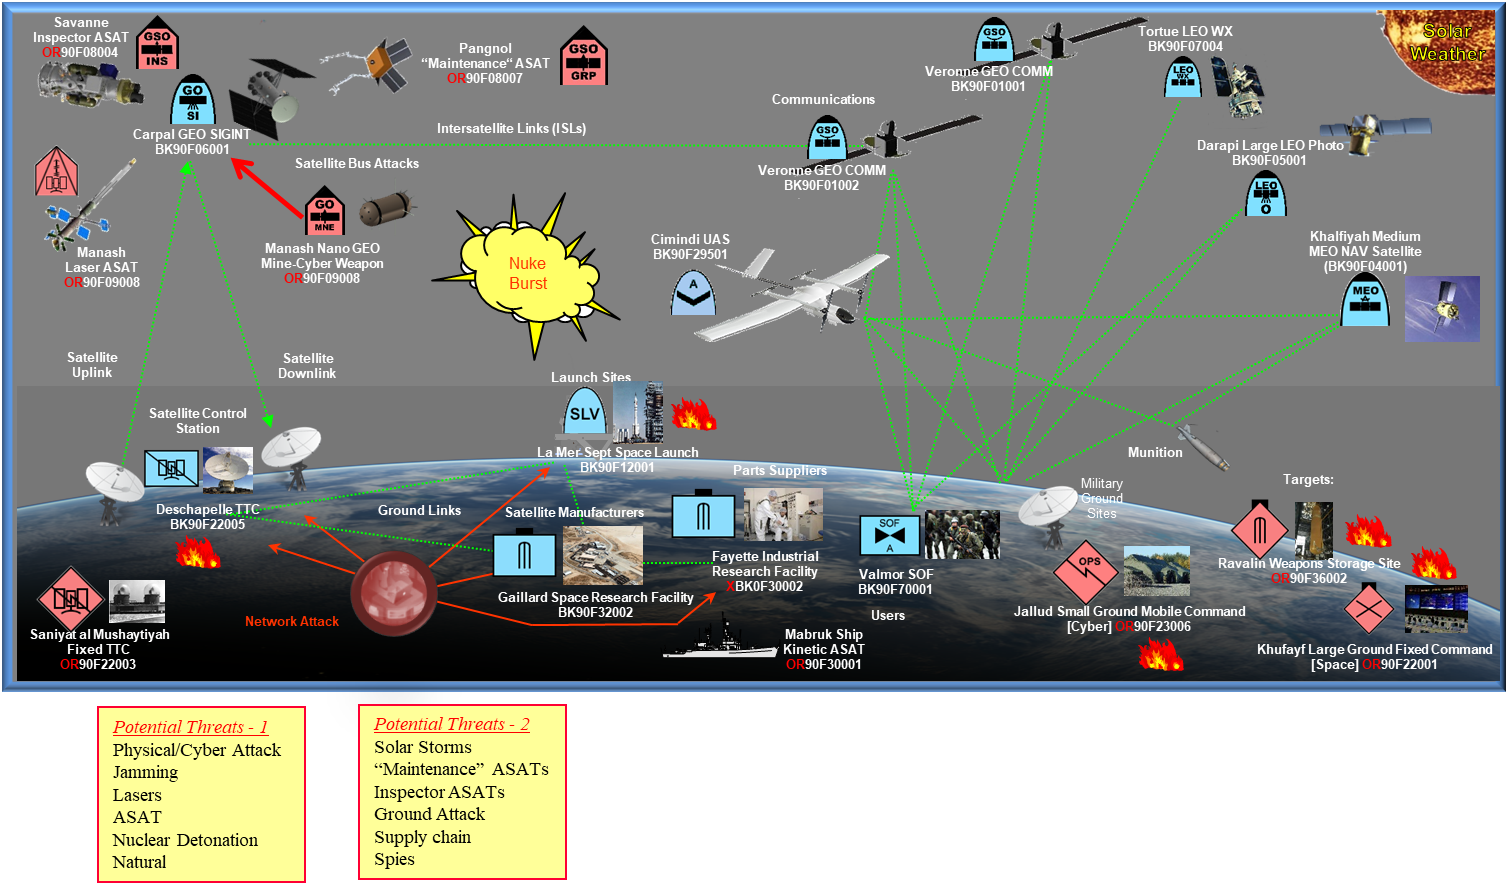 Savanne
Inspector ASAT
OR90F08004
GSO
INS
Pangnol
“Maintenance“ ASAT
OR90F08007
GSO
GRP
GSO
Veronne GEO COMM
BK90F01001
Tortue LEO WX
BK90F07004
LEO
WX
Solar
Weather
GO
SI
Carpal GEO SIGINT
BK90F06001
Communications
GSO
Veronne GEO COMM
BK90F01002
Intersatellite Links (ISLs)
Darapi Large LEO Photo
BK90F05001
LEO
O
Satellite Bus Attacks
GO
MNE
Manash Nano GEO
Mine-Cyber Weapon
OR90F09008
Manash
Laser ASAT
OR90F09008
Nuke
Burst
Cimindi UAS
BK90F29501
A
Khalfiyah Medium
MEO NAV Satellite
(BK90F04001)
MEO
Satellite
Uplink
Satellite
Downlink
Launch Sites
SLV
La Mer Sept Space Launch
BK90F12001
Satellite Control
Station
Deschapelle TTC
BK90F22005
Ground Links
Satellite Manufacturers
Gaillard Space Research Facility
BK90F32002
Parts Suppliers
Fayette Industrial
Research Facility
XBK0F30002
SOF
A
Valmor SOF
BK90F70001
Users
Munition
Military
Ground
Sites
Targets:
Ravalin Weapons Storage Site
OR90F36002
OPS
Jallud Small Ground Mobile Command
[Cyber] OR90F23006
Khufayf Large Ground Fixed Command
[Space] OR90F22001
Saniyat al Mushaytiyah
Fixed TTC
OR90F22003
Network Attack
Mabruk Ship
Kinetic ASAT
OR90F30001
Potential Threats - 1
Physical/Cyber Attack
Jamming
Lasers
ASAT
Nuclear Detonation
Natural
Potential Threats - 2
Solar Storms
“Maintenance” ASATs
Inspector ASATs
Ground Attack
Supply chain
Spies